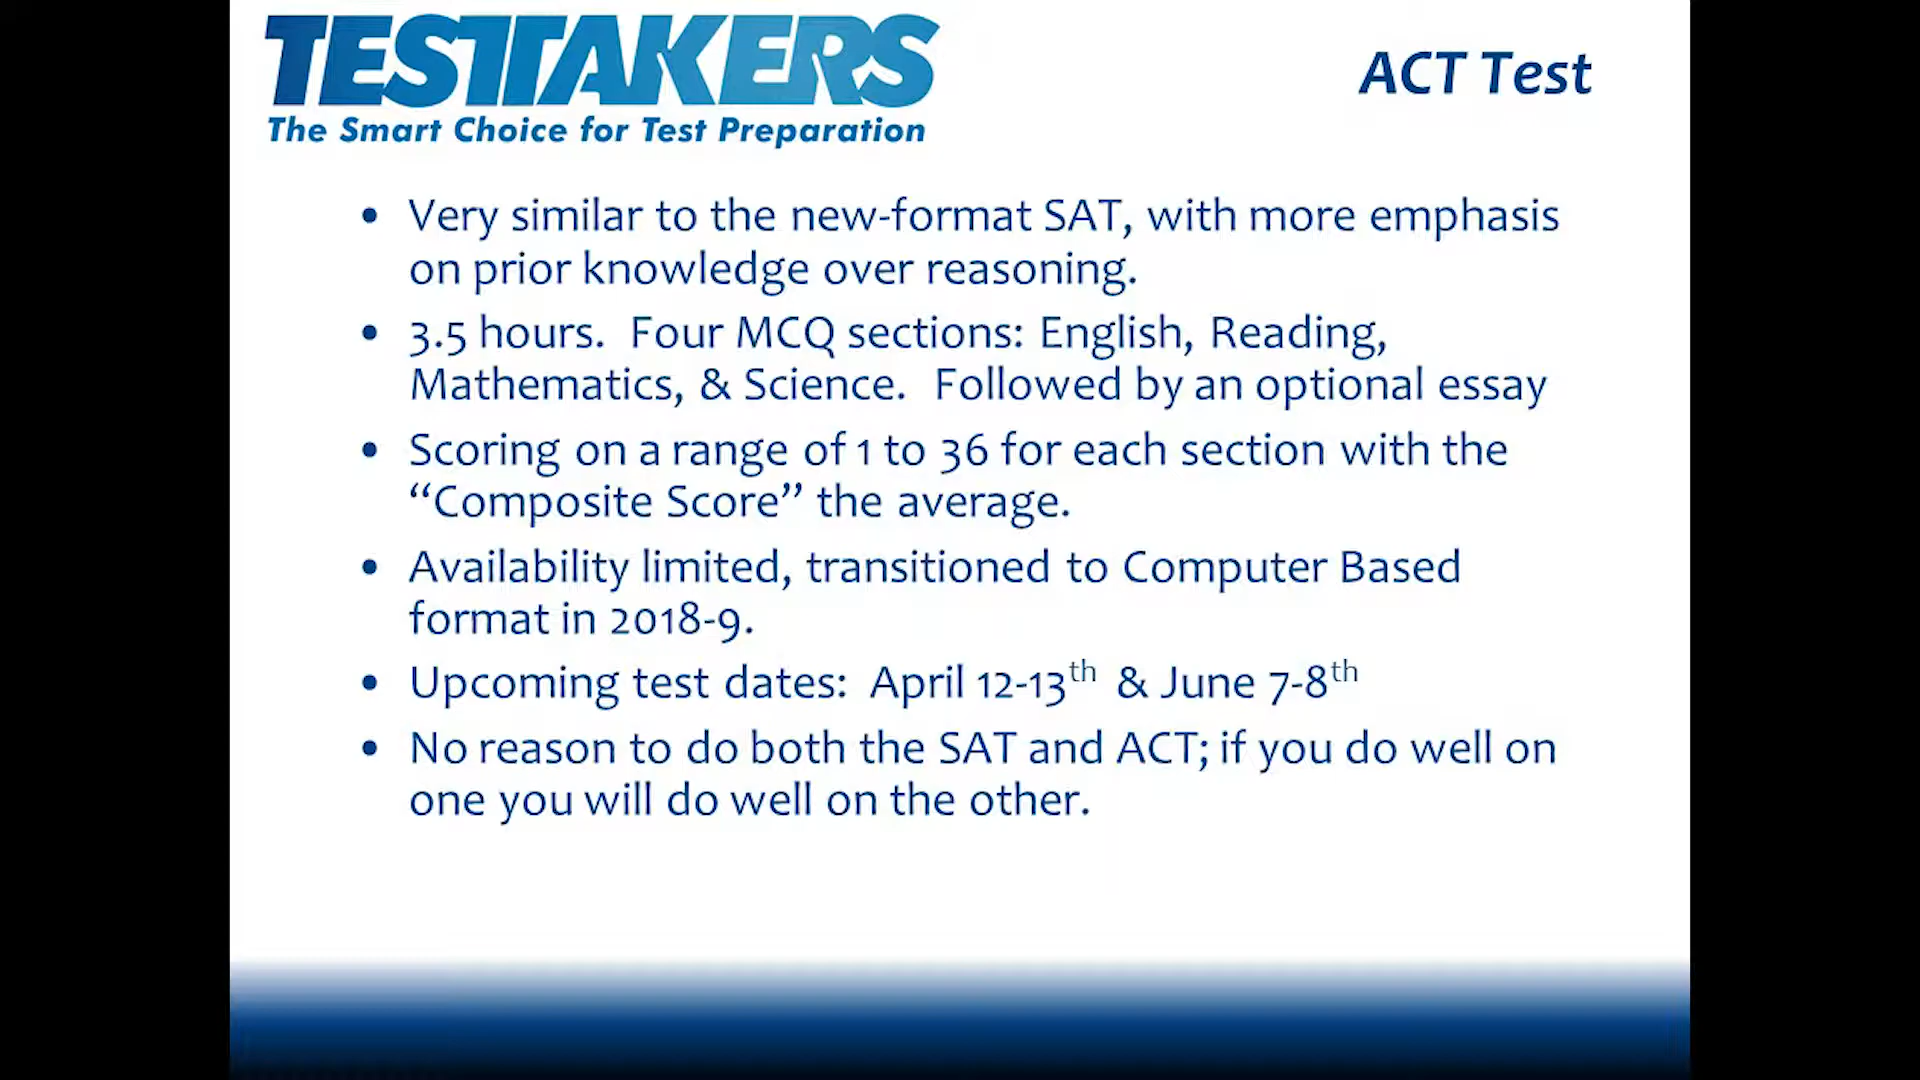 TESTTAKERS
The Smart Choice for Test Preparation
ACT Test
• Very similar to the new-format SAT, with more emphasis
on prior knowledge over reasoning.
• 3.5 hours. Four MCQ sections: English, Reading,
Mathematics, & Science. Followed by an optional essay
• Scoring on a range of 1 to 36 for each section with the
“Composite Score” the average.
• Availability limited, transitioned to Computer Based
format in 2018-9.
• Upcoming test dates: April 12-13th & June 7-8th
• No reason to do both the SAT and ACT; if you do well on
one you will do well on the other.